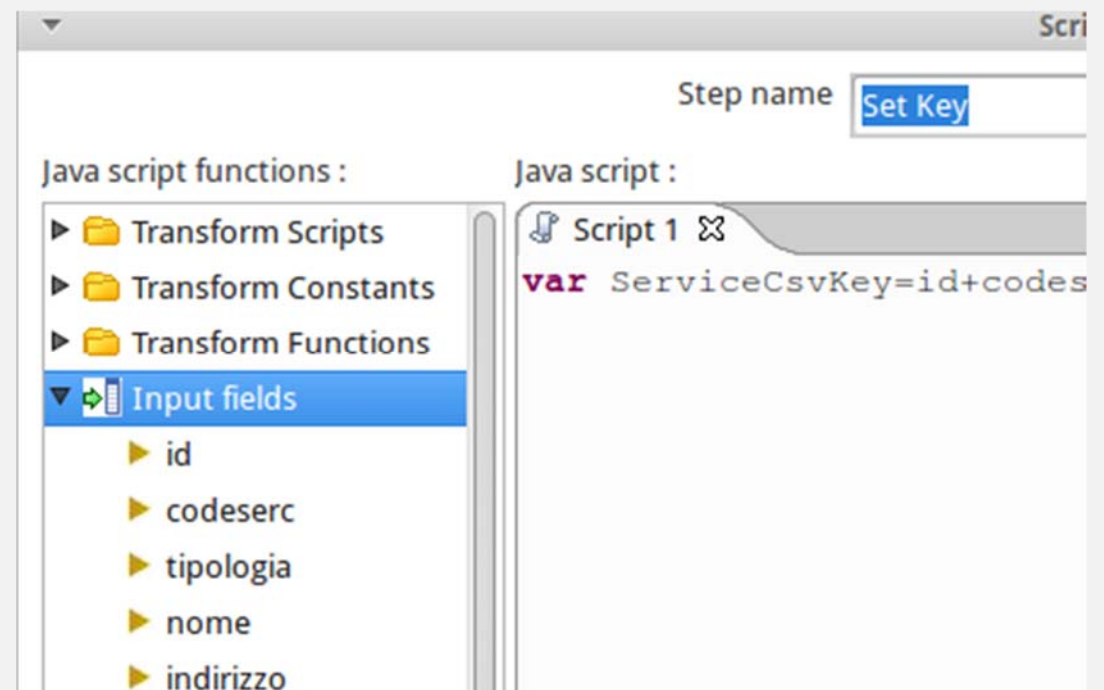 Scri
Step name Set Key
Java script functions :
Java script :
Transform Scripts
Transform Constants
Transform Functions
Input fields
id
codeserc
tipologia
nome
indirizzo
Script 1
var ServiceCsvKey=id+codes